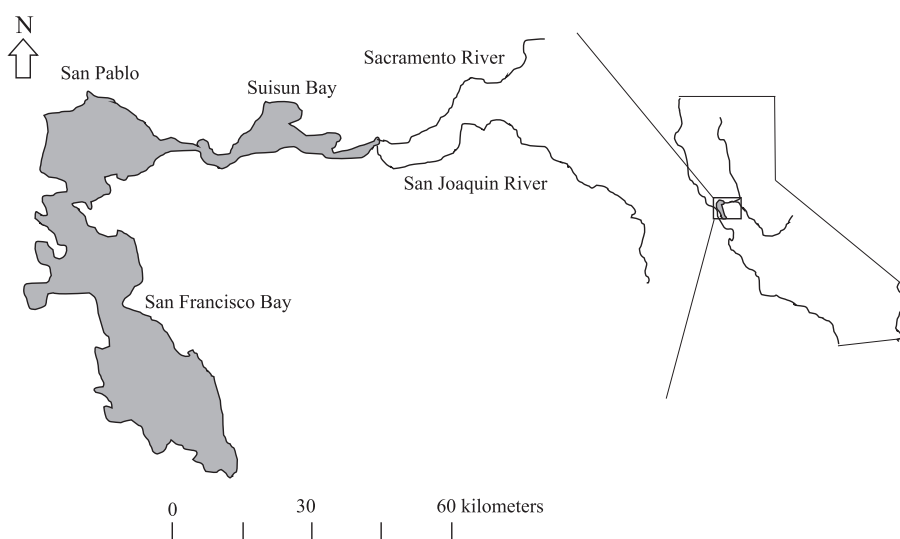 N
San Pablo
Suisun Bay
Sacramento River
San Joaquin River
San Francisco Bay
0
30
60 kilometers